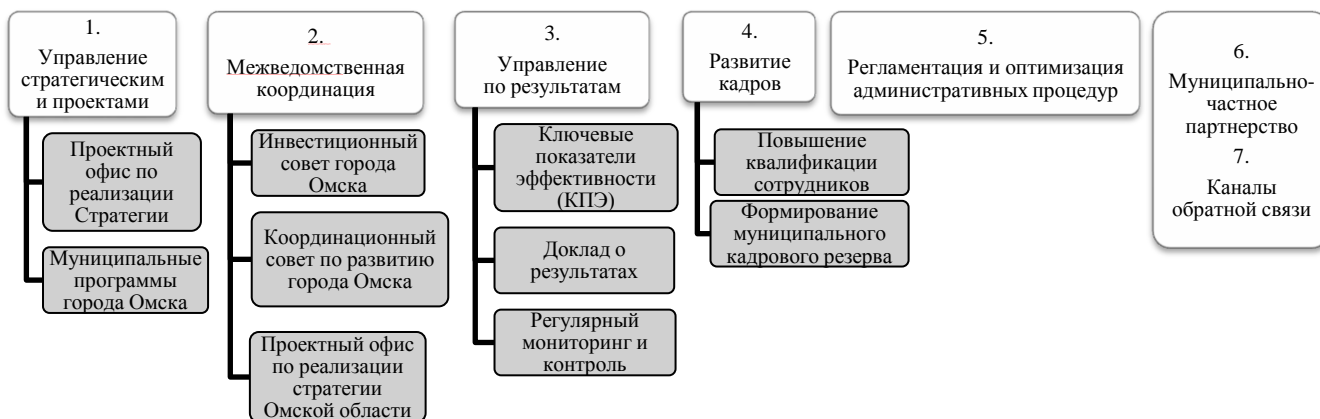 1.
Управление
стратегическим
и проектами
Проектный
офис по
реализации
Стратегии
Муниципальные
программы
города Омска
2.
Межведомственная
координация
Инвестиционный
совет города
Омска
Координационный
совет по развитию
города Омска
Проектный офис
по реализации
стратегии
Омской области
3.
Управление
по результатам
Ключевые
показатели
эффективности
(КПЭ)
Доклад о
результатах
Регулярный
мониторинг и
контроль
4.
Развитие
кадров
Повышение
квалификации
сотрудников
Формирование
муниципального
кадрового резерва
5.
Регламентация и оптимизация
административных процедур
6.
Муниципально-
частное
партнерство
7.
Каналы
обратной связи